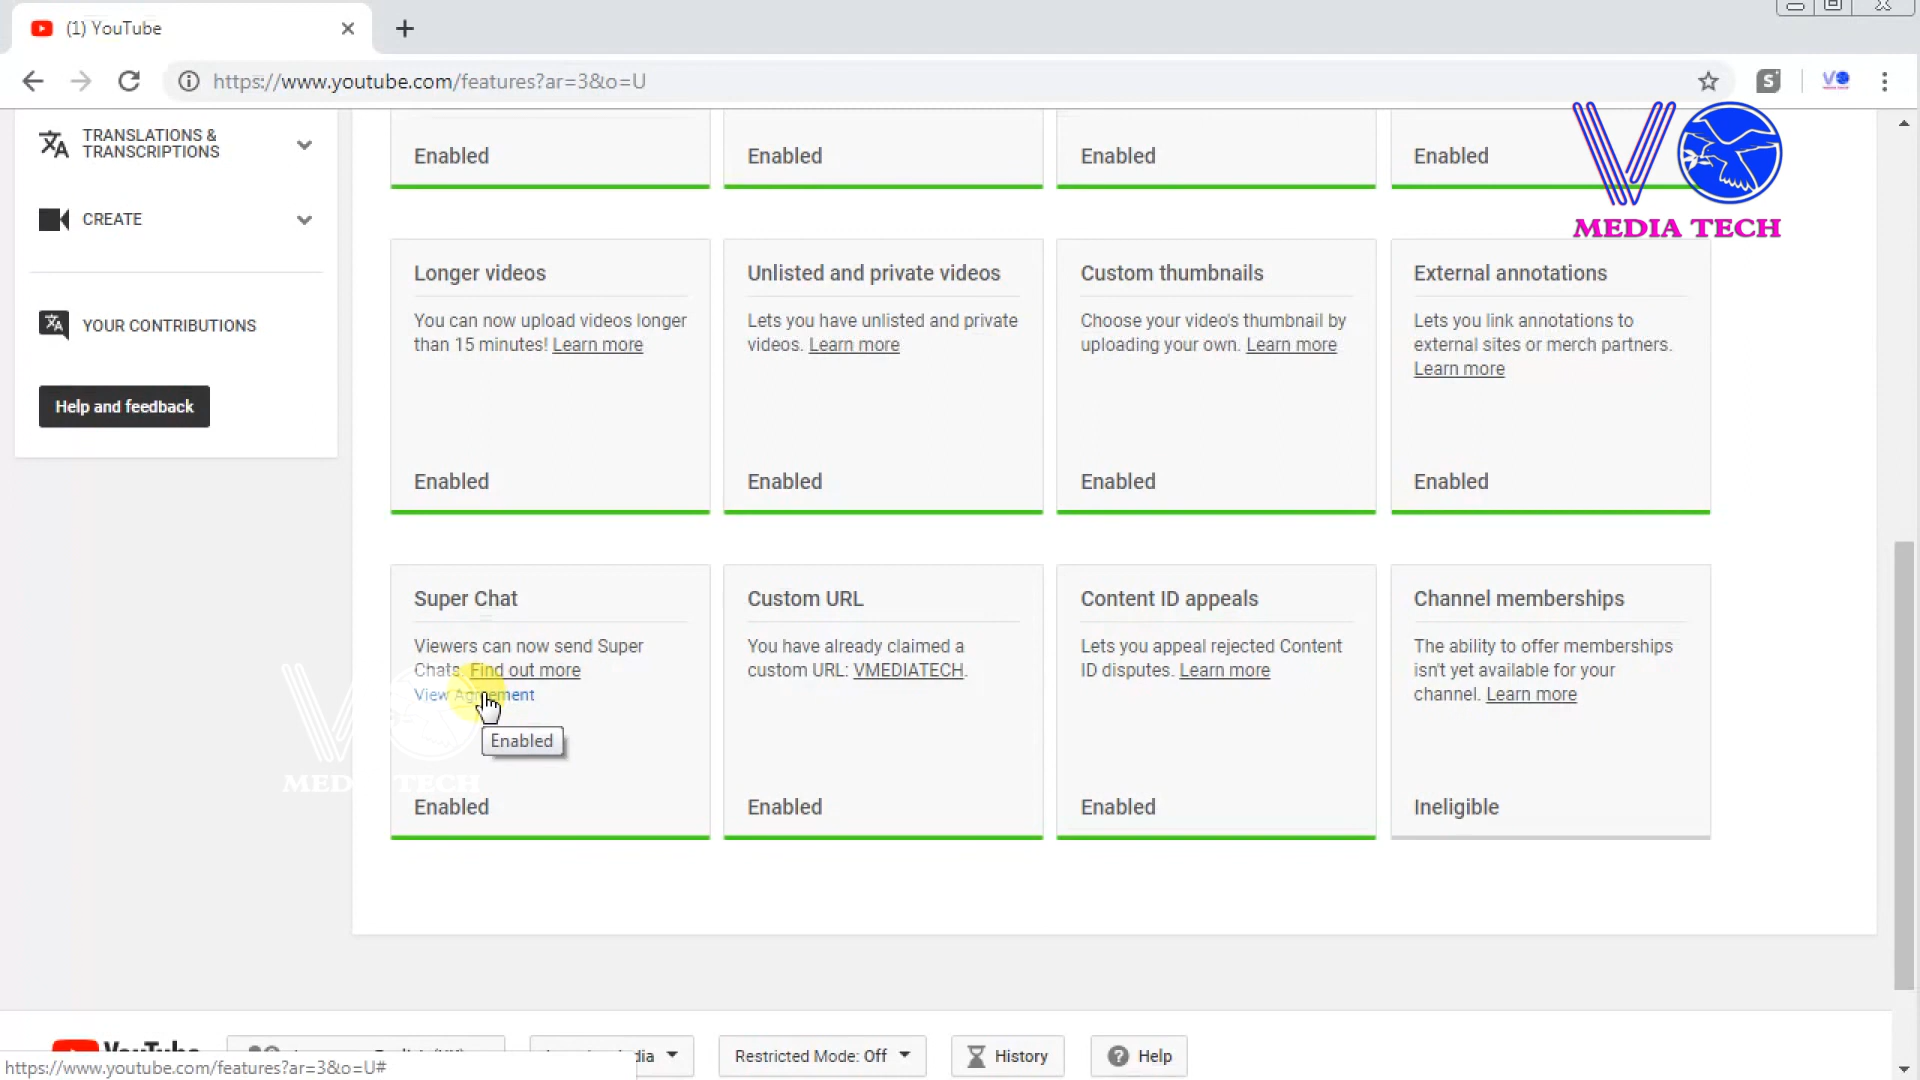 (1) YouTube
https://www.youtube.com/features?ar=3&o=U
S
VO
V
MEDIA TECH
TRANSLATIONS &
TRANSCRIPTIONS
CREATE
YOUR CONTRIBUTIONS
Help and feedback
Enabled
Enabled
Enabled
Enabled
Longer videos
You can now upload videos longer
than 15 minutes! Learn more
Enabled
Unlisted and private videos
Lets you have unlisted and private
videos. Learn more
Enabled
Custom thumbnails
Choose your video's thumbnail by
uploading your own. Learn more
Enabled
External annotations
Lets you link annotations to
external sites or merch partners.
Learn more
Enabled
Super Chat
Viewers can now send Super
Chats. Find out more
View Agreement
Enabled
Enabled
V
MEDIA TECH
Custom URL
You have already claimed a
custom URL: VMEDIATECH.
Enabled
Content ID appeals
Lets you appeal rejected Content
ID disputes. Learn more
Enabled
Channel memberships
The ability to offer memberships
isn't yet available for your
channel. Learn more
Ineligible
YouTube
Restricted Mode: Off
History
Help
https://www.youtube.com/features?ar=3&o=U#